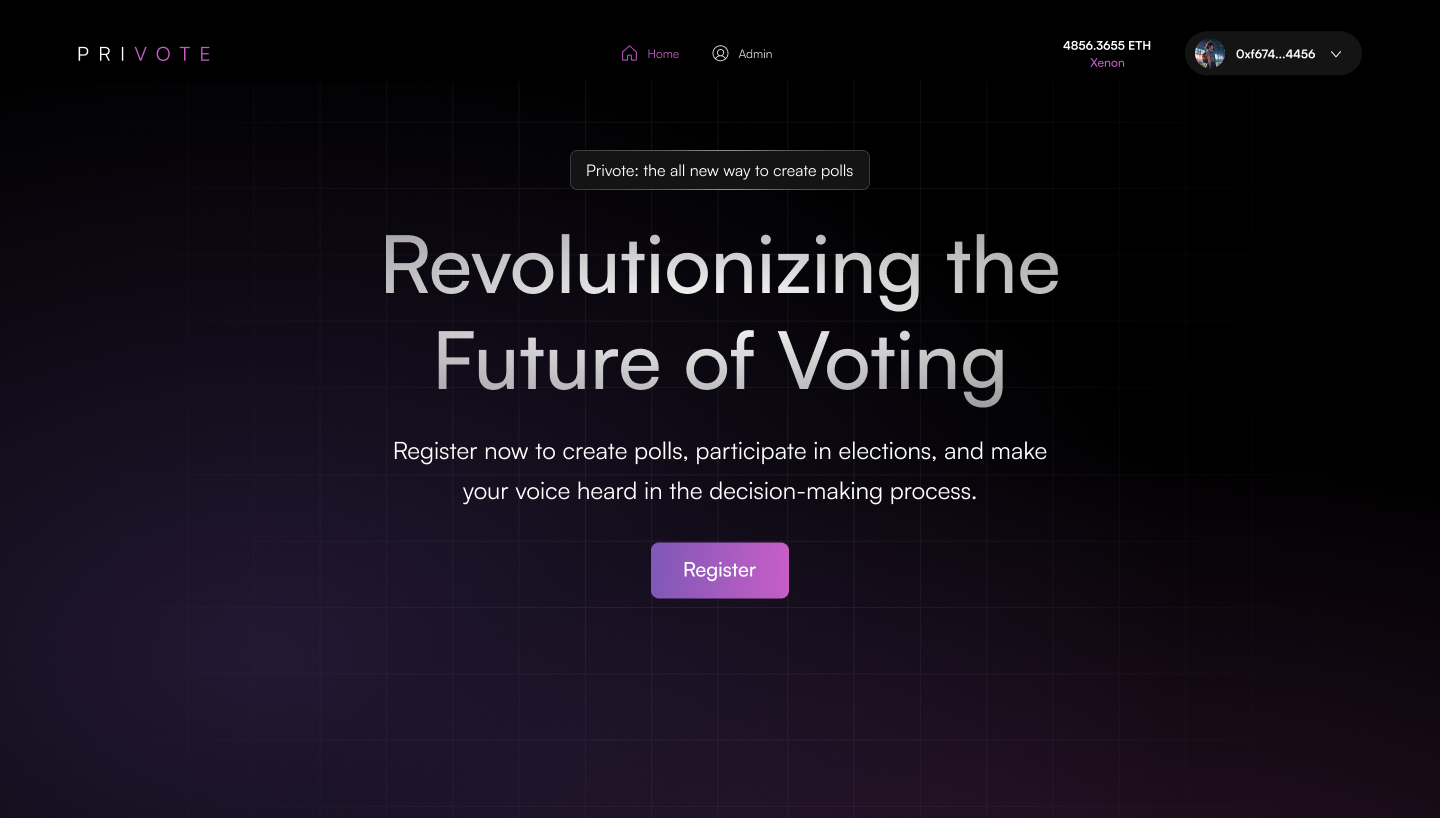 PRIVOTE
Home
Admin
4856.3655 ETH
Xenon
0xf674...4456
Privote: the all new way to create polls
Revolutionizing the
Future of Voting
Register now to create polls, participate in elections, and make
your voice heard in the decision-making process.
Register